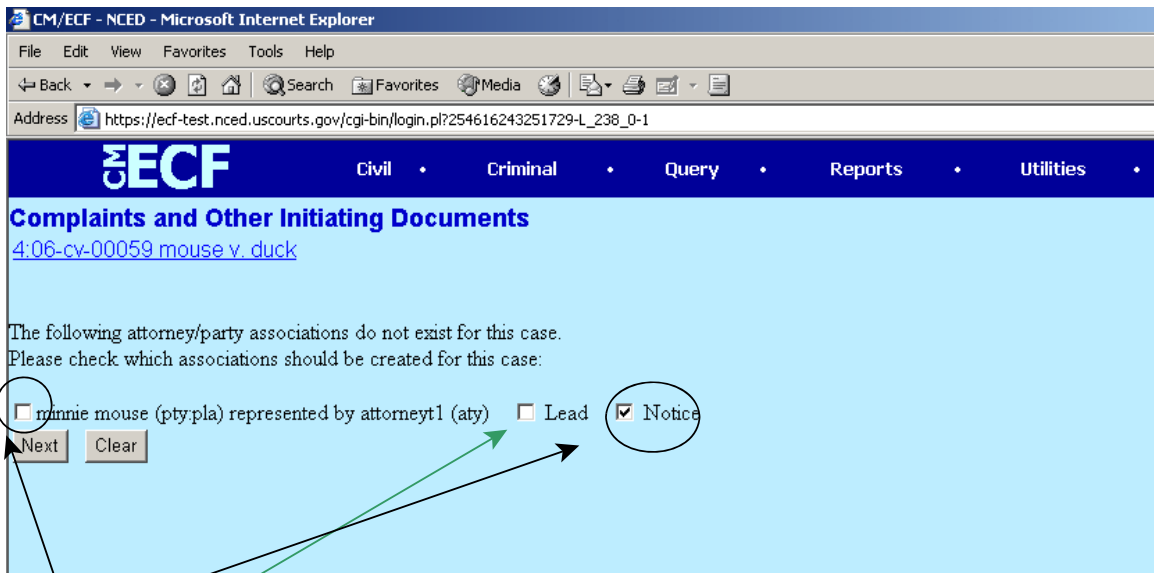 CM/ECF - NCED - Microsoft Internet Explorer
File Edit View Favorites Tools Help
Back Search Favorites Media
Address https://ecf-test.nced.uscourts.gov/cgi-bin/login.pl?254616243251729-L_238_0-1
CM ECF Civil • Criminal • Query • Reports • Utilities •
Complaints and Other Initiating Documents
4:06-cv-00059 mouse v. duck
The following attorney/party associations do not exist for this case.
Please check which associations should be created for this case:
minnie mouse (pty:pla) represented by attorneyt1 (aty) Lead Notice
Next Clear